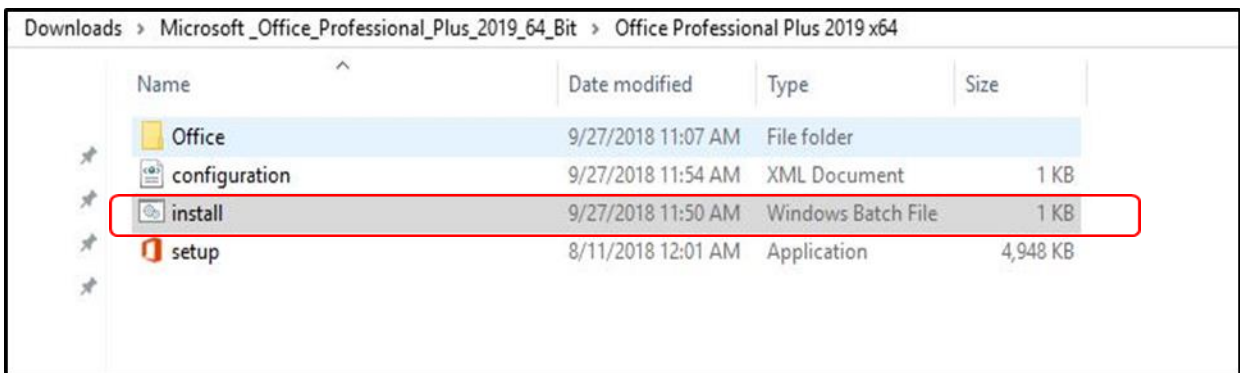 Downloads > Microsoft _Office_Professional_Plus_2019_64_Bit > Office Professional Plus 2019 x64
Name Date modified Type Size
Office 9/27/2018 11:07 AM File folder
configuration 9/27/2018 11:54 AM XML Document 1 KB
install 9/27/2018 11:50 AM Windows Batch File 1 KB
setup 8/11/2018 12:01 AM Application 4,948 KB